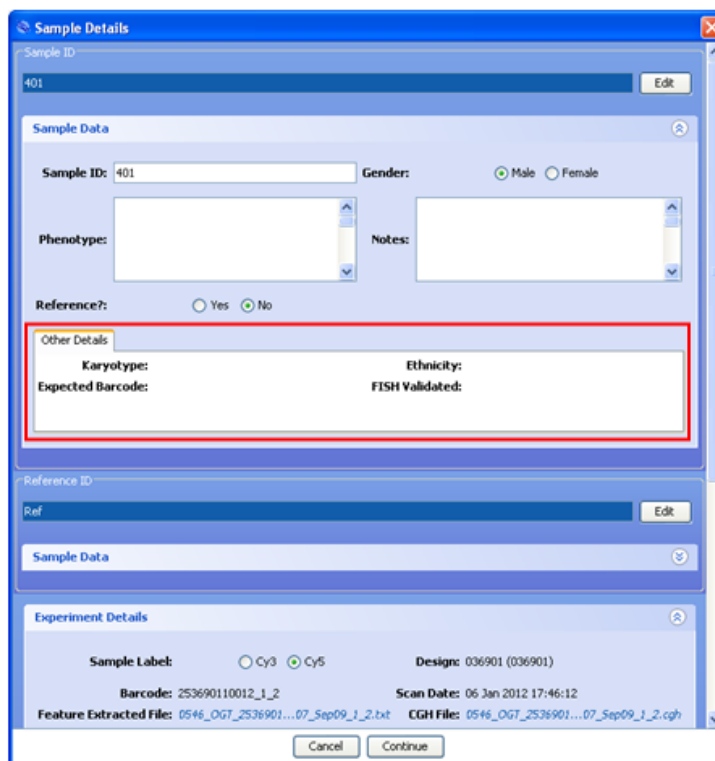 Sample Details
Sample ID
401 Edit
Sample Data
Sample ID: 401 Gender: Male Female
Phenotype: Notes:
Reference?: Yes No
Other Details
Karyotype: Ethnicity:
Expected Barcode: FISH Validated:
Reference ID
Ref Edit
Sample Data
Experiment Details
Sample Label: Cy3 Cy5 Design: 036901 (036901)
Barcode: 253690110012_1_2 Scan Date: 06 Jan 2012 17:46:12
Feature Extracted File: 0546_OGT_2536901...07_Sep09_1_2.txt CGH File: 0546_OGT_2536901...07_Sep09_1_2.cgh
Cancel Continue